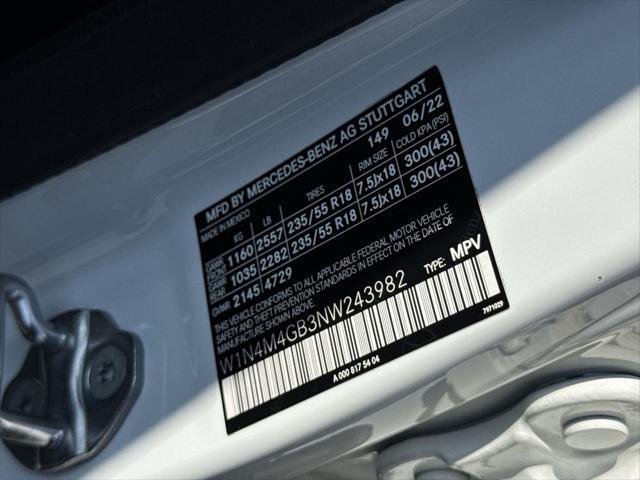 MFD BY MERCEDES-BENZ AG STUTTGART
MADE IN MEXICO 149 06/22
KG LB TIRES RIM SIZE COLD KPA (PSI)
GAWR FRONT 1160 2557 235/55 R18 7.5Jx18 300(43)
GAWR REAR 1035 2282 235/55 R18 7.5Jx18 300(43)
GVWR 2145 4729
THIS VEHICLE CONFORMS TO ALL APPLICABLE FEDERAL MOTOR VEHICLE
SAFETY AND THEFT PREVENTION STANDARDS IN EFFECT ON THE DATE OF
MANUFACTURE SHOWN ABOVE.
W1N4M4GB3NW243982 TYPE: MPV
A 000 817 54 04
7971029